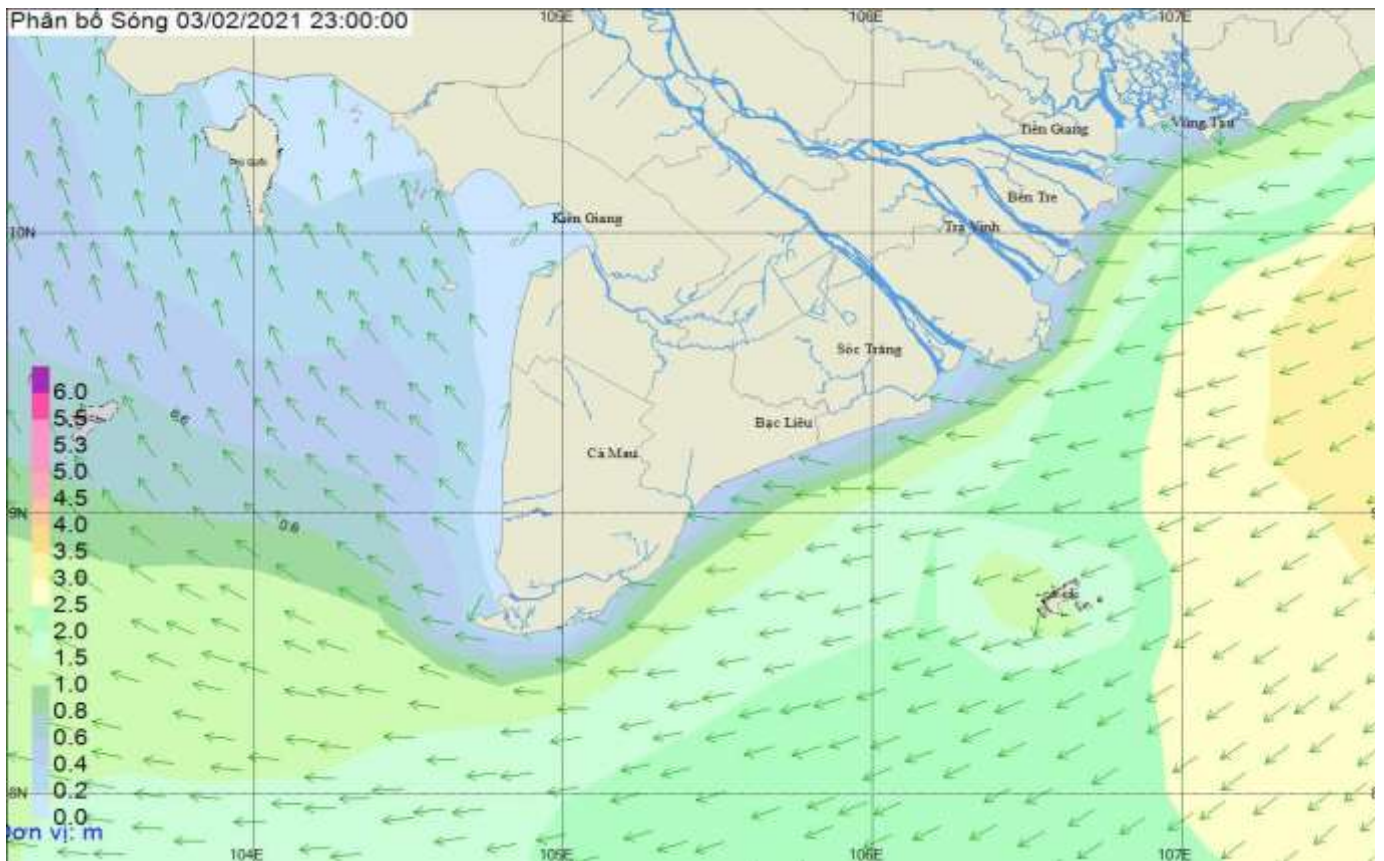 Phân bố Sóng 03/02/2021 23:00:00
105E
106E
107E
Tiền Giang
Vũng Tàu
Bến Tre
Kiên Giang
Trà Vinh
10N
Sóc Trăng
6.0
5.5
5.3
5.0
4.5
4.0
3.5
3.0
2.5
2.0
1.5
1.0
0.8
0.6
0.4
0.2
0.0
Bạc Liêu
Cà Mau
9N
0.6
8N
Đơn vị: m
104E
105E
106E
107E